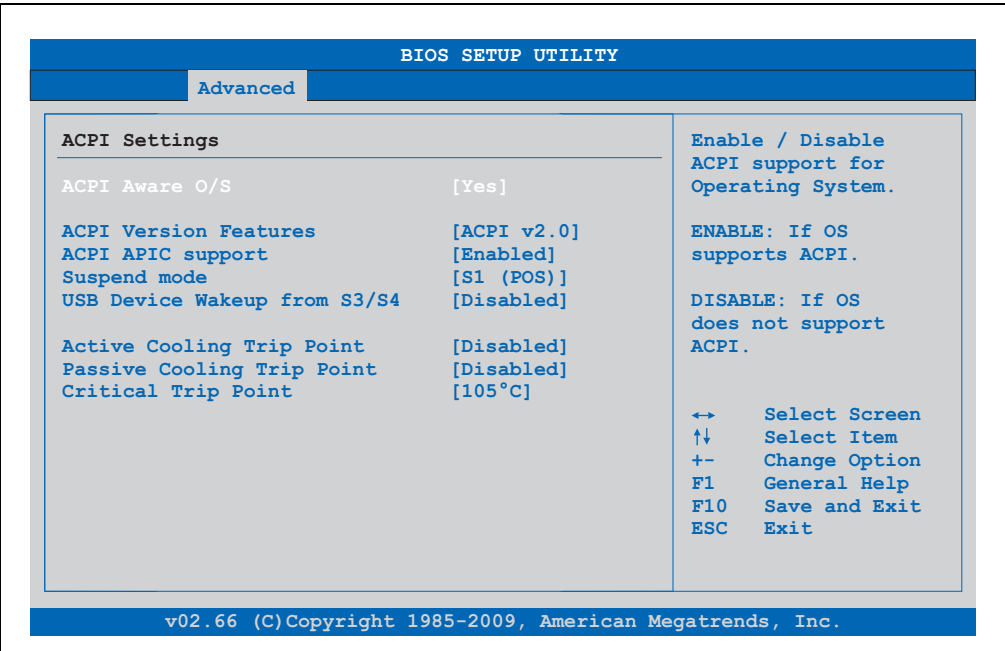 BIOS SETUP UTILITY
Advanced
ACPI Settings
ACPI Aware O/S [Yes]
ACPI Version Features [ACPI v2.0]
ACPI APIC support [Enabled]
Suspend mode [S1 (POS)]
USB Device Wakeup from S3/S4 [Disabled]
Active Cooling Trip Point [Disabled]
Passive Cooling Trip Point [Disabled]
Critical Trip Point [105°C]
Enable / Disable
ACPI support for
Operating System.
ENABLE: If OS
supports ACPI.
DISABLE: If OS
does not support
ACPI.
↔ Select Screen
↑↓ Select Item
+- Change Option
F1 General Help
F10 Save and Exit
ESC Exit
v02.66 (C)Copyright 1985-2009, American Megatrends, Inc.